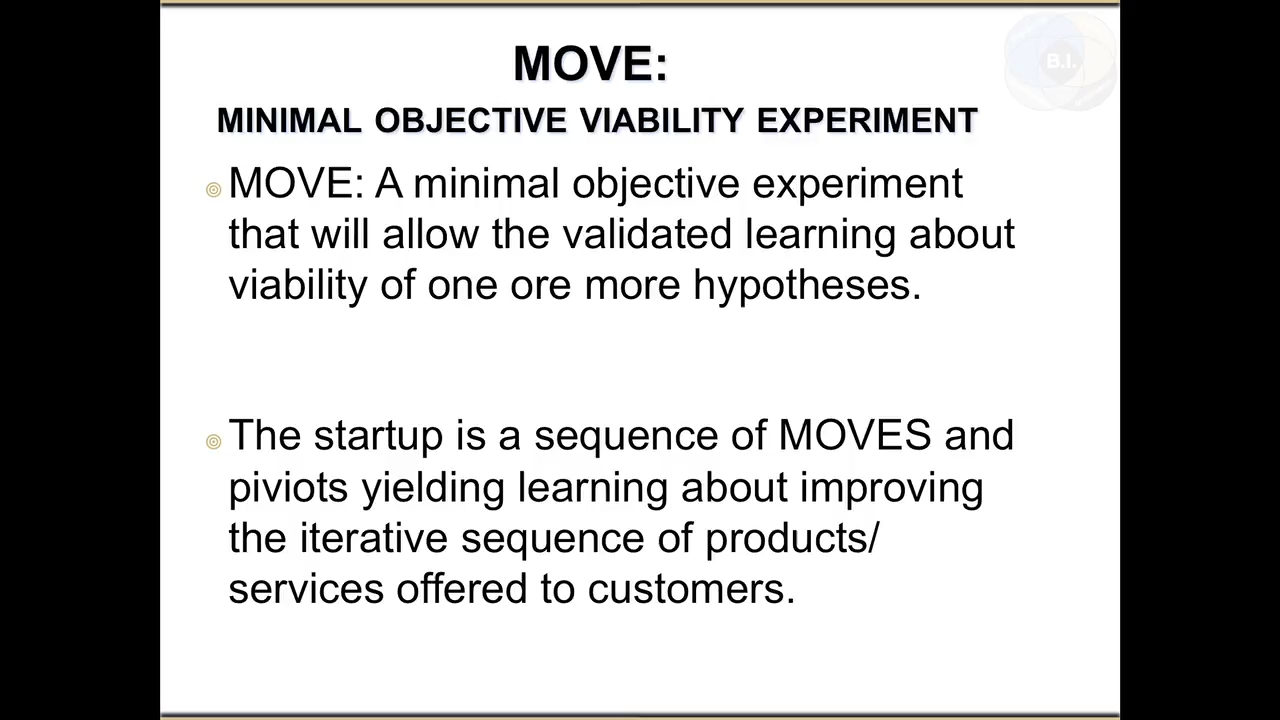 B.I.
MOVE:
MINIMAL OBJECTIVE VIABILITY EXPERIMENT
MOVE: A minimal objective experiment
that will allow the validated learning about
viability of one ore more hypotheses.
The startup is a sequence of MOVES and
piviots yielding learning about improving
the iterative sequence of products/
services offered to customers.